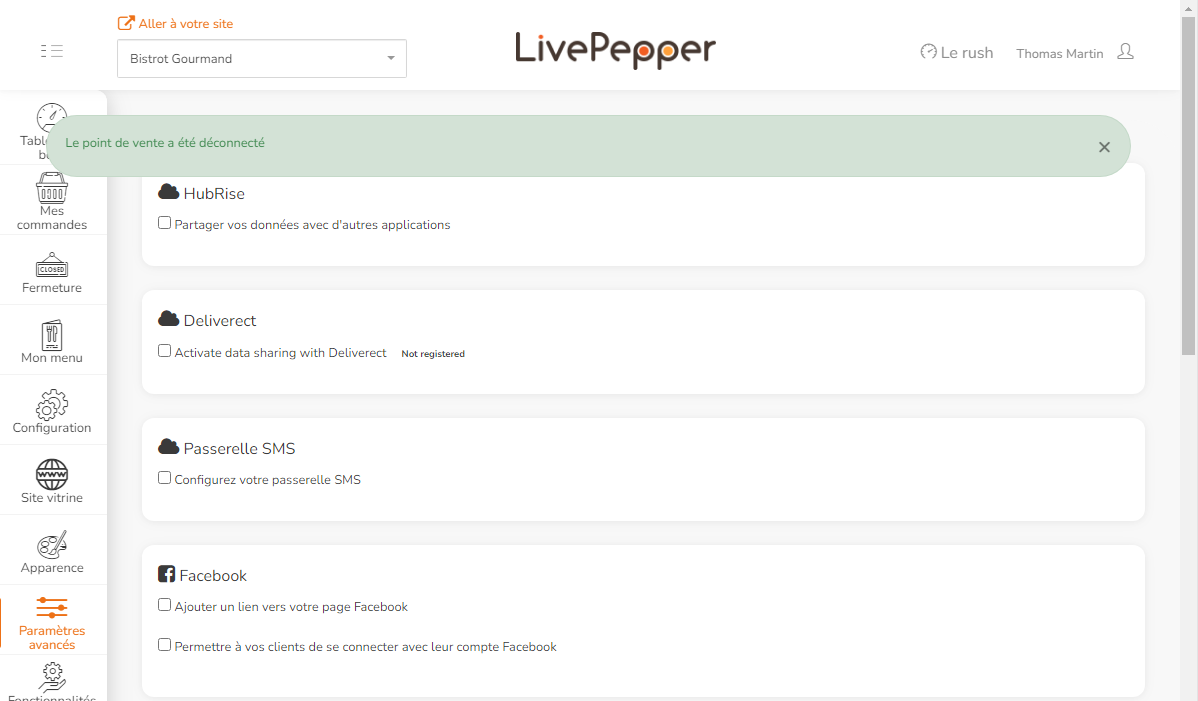 Aller à votre site
Bistrot Gourmand
LivePepper
Le rush
Thomas Martin
Le point de vente a été déconnecté
Mes
commandes
CLOSED
Fermeture
Mon menu
Configuration
WWW
Site vitrine
Apparence
Paramètres
avancés
Fonctionnalités
HubRise
Partager vos données avec d'autres applications
Deliverect
Activate data sharing with Deliverect Not registered
Passerelle SMS
Configurez votre passerelle SMS
Facebook
Ajouter un lien vers votre page Facebook
Permettre à vos clients de se connecter avec leur compte Facebook